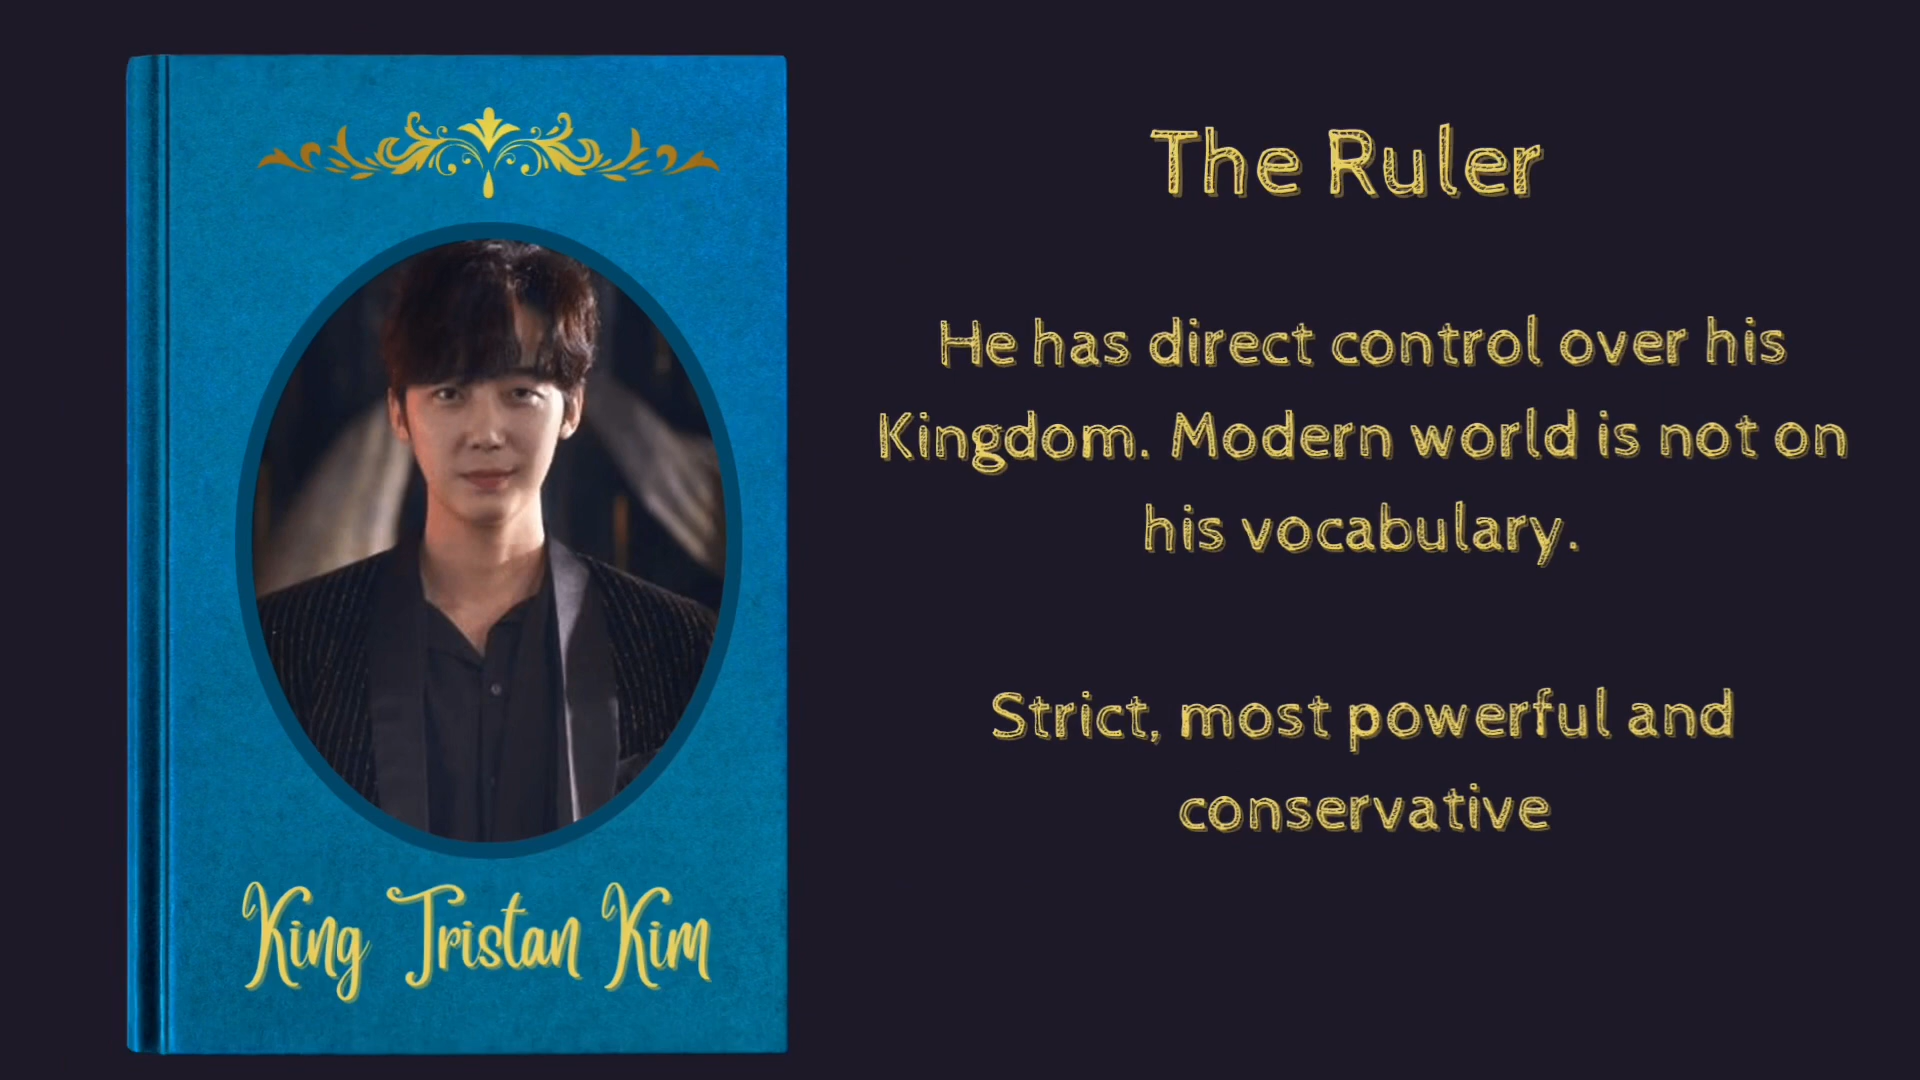 King Tristan Kim
The Ruler
He has direct control over his
Kingdom. Modern world is not on
his vocabulary.
Strict, most powerful and
conservative